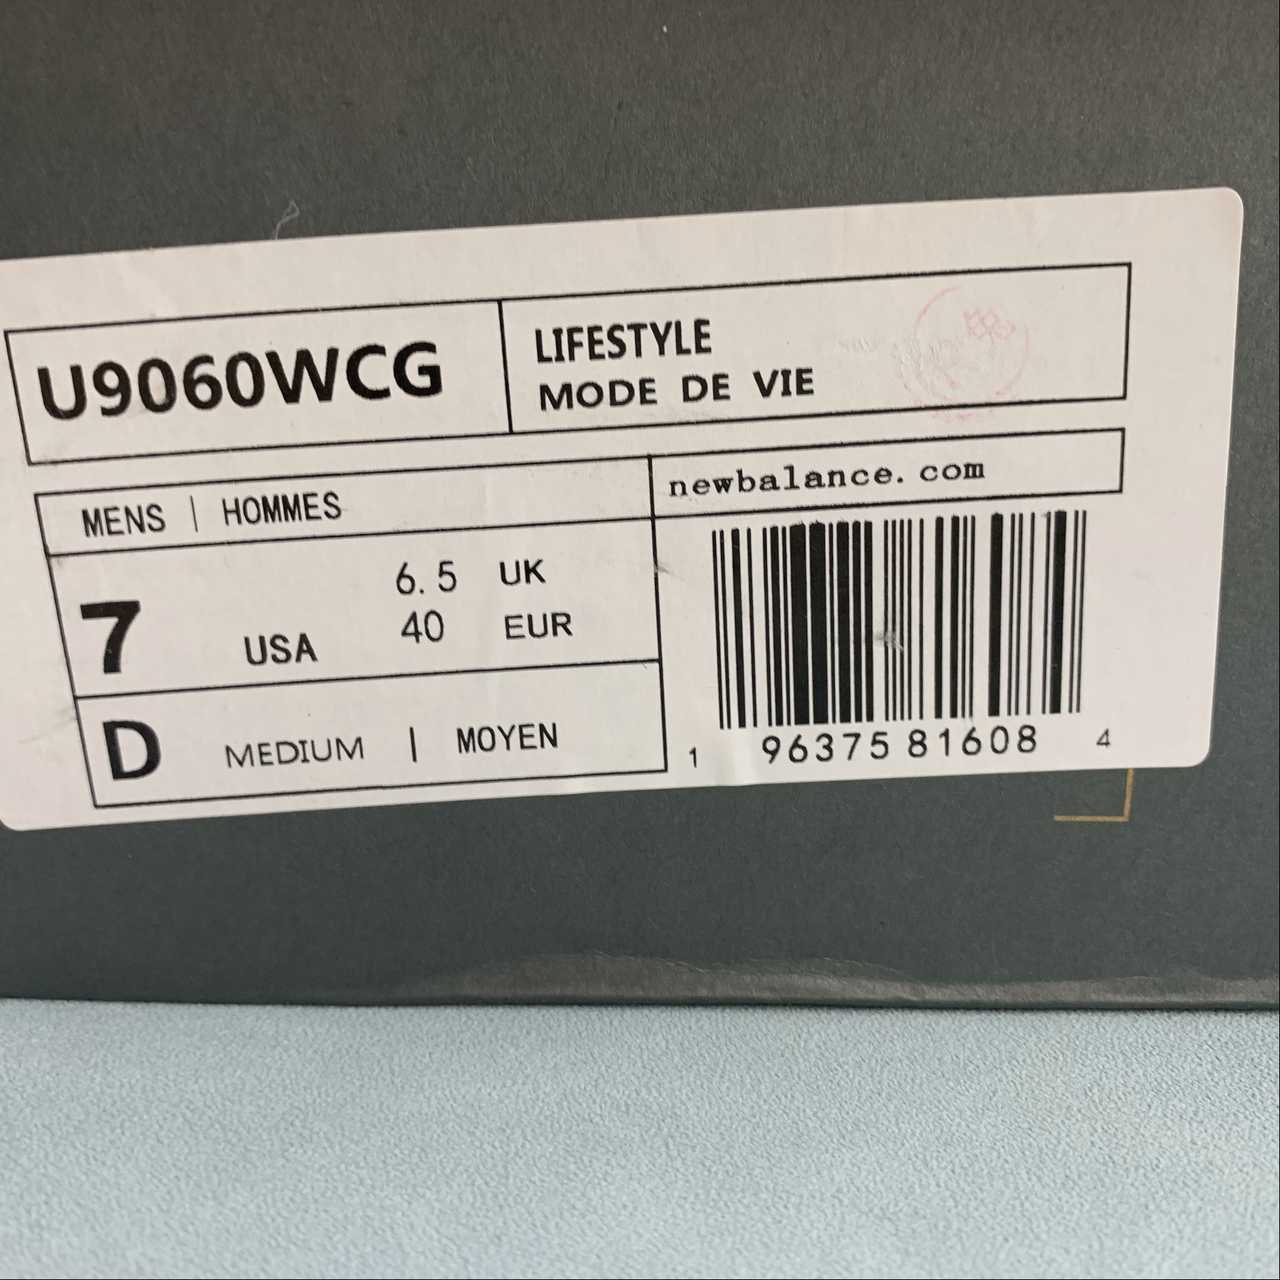 U9060WCG
LIFESTYLE
MODE DE VIE
MENS | HOMMES
newbalance.com
7 USA
6.5 UK
40 EUR
D MEDIUM | MOYEN
1 96375 81608 4